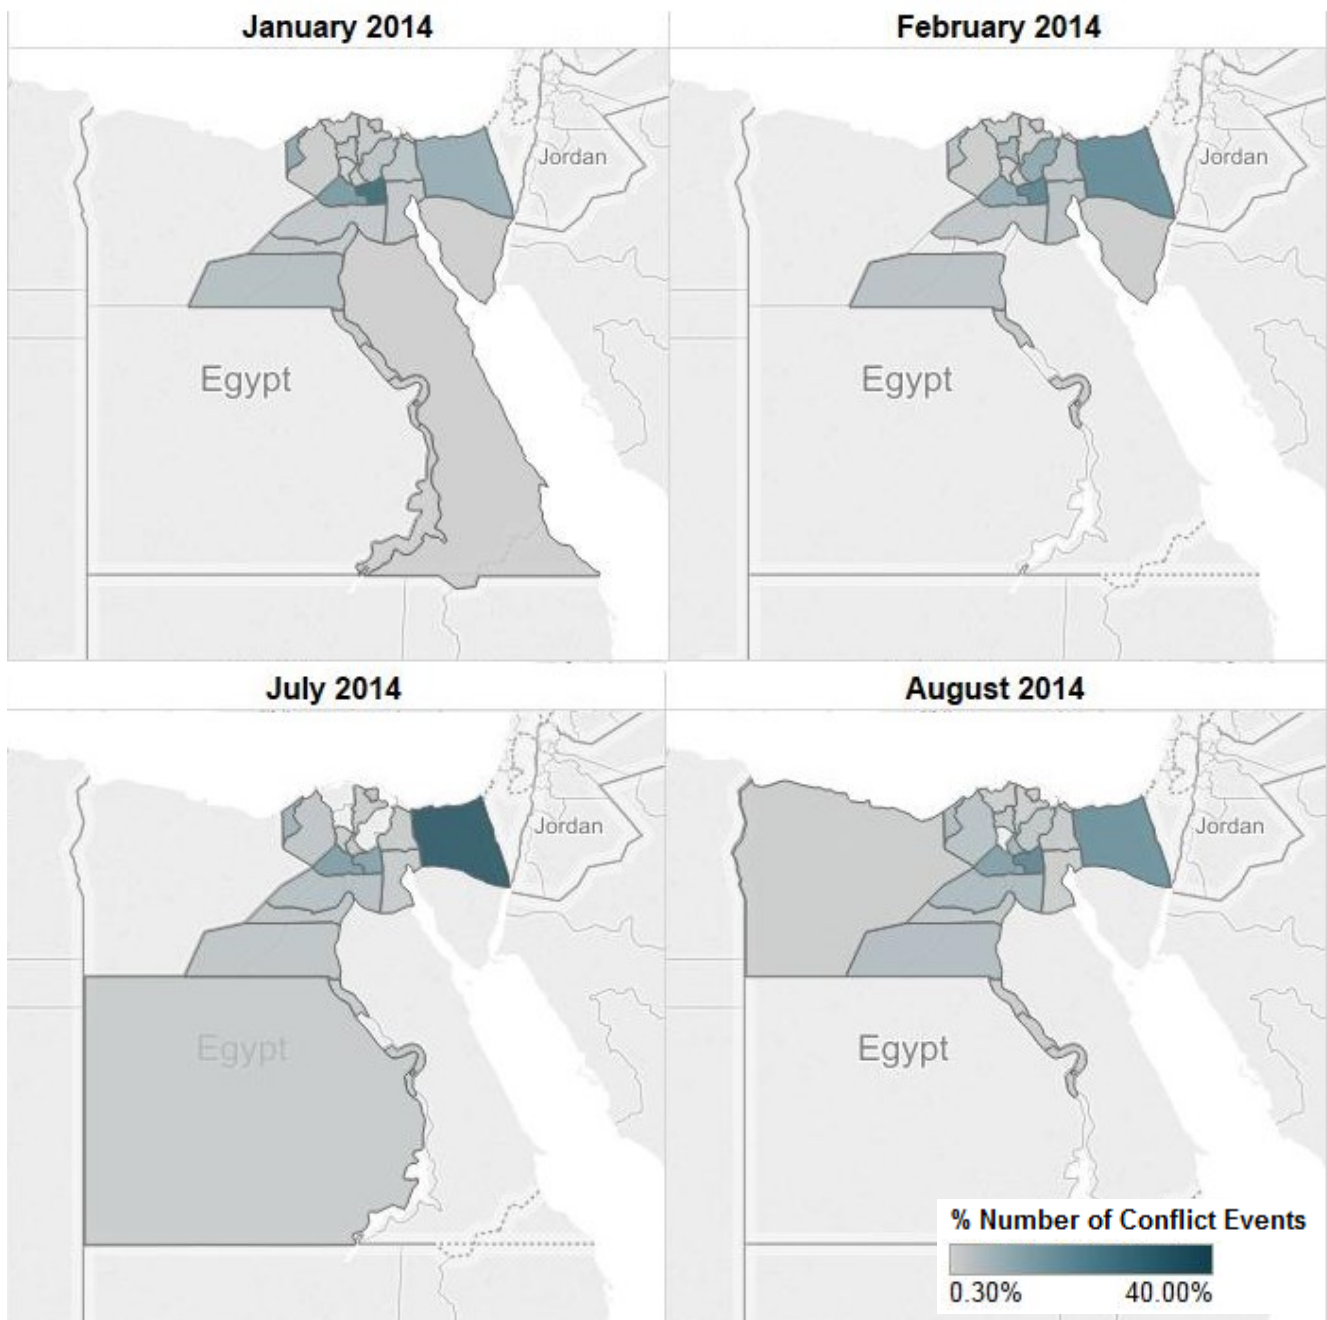 January 2014
February 2014
Jordan
Jordan
Egypt
Egypt
July 2014
August 2014
Jordan
Jordan
Egypt
Egypt
% Number of Conflict Events
0.30% 40.00%